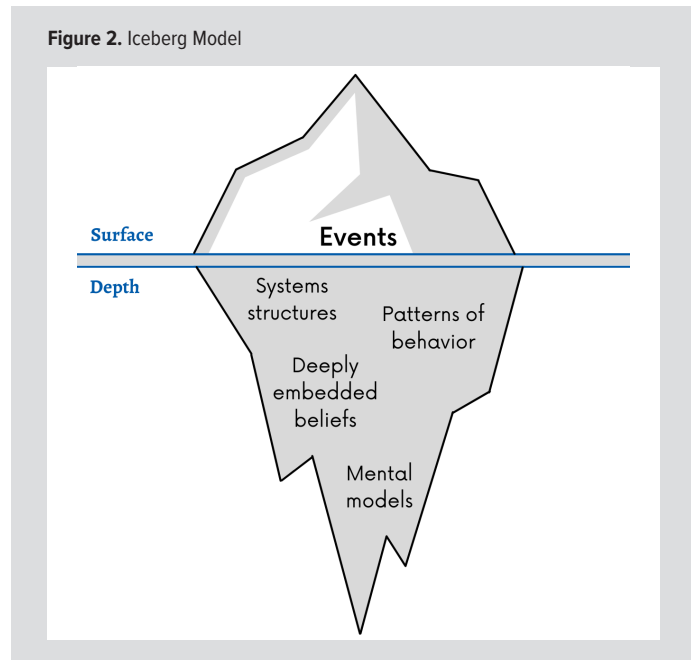 Figure 2. Iceberg Model
Surface
Events
Depth
Systems
structures
Patterns of
behavior
Deeply
embedded
beliefs
Mental
models